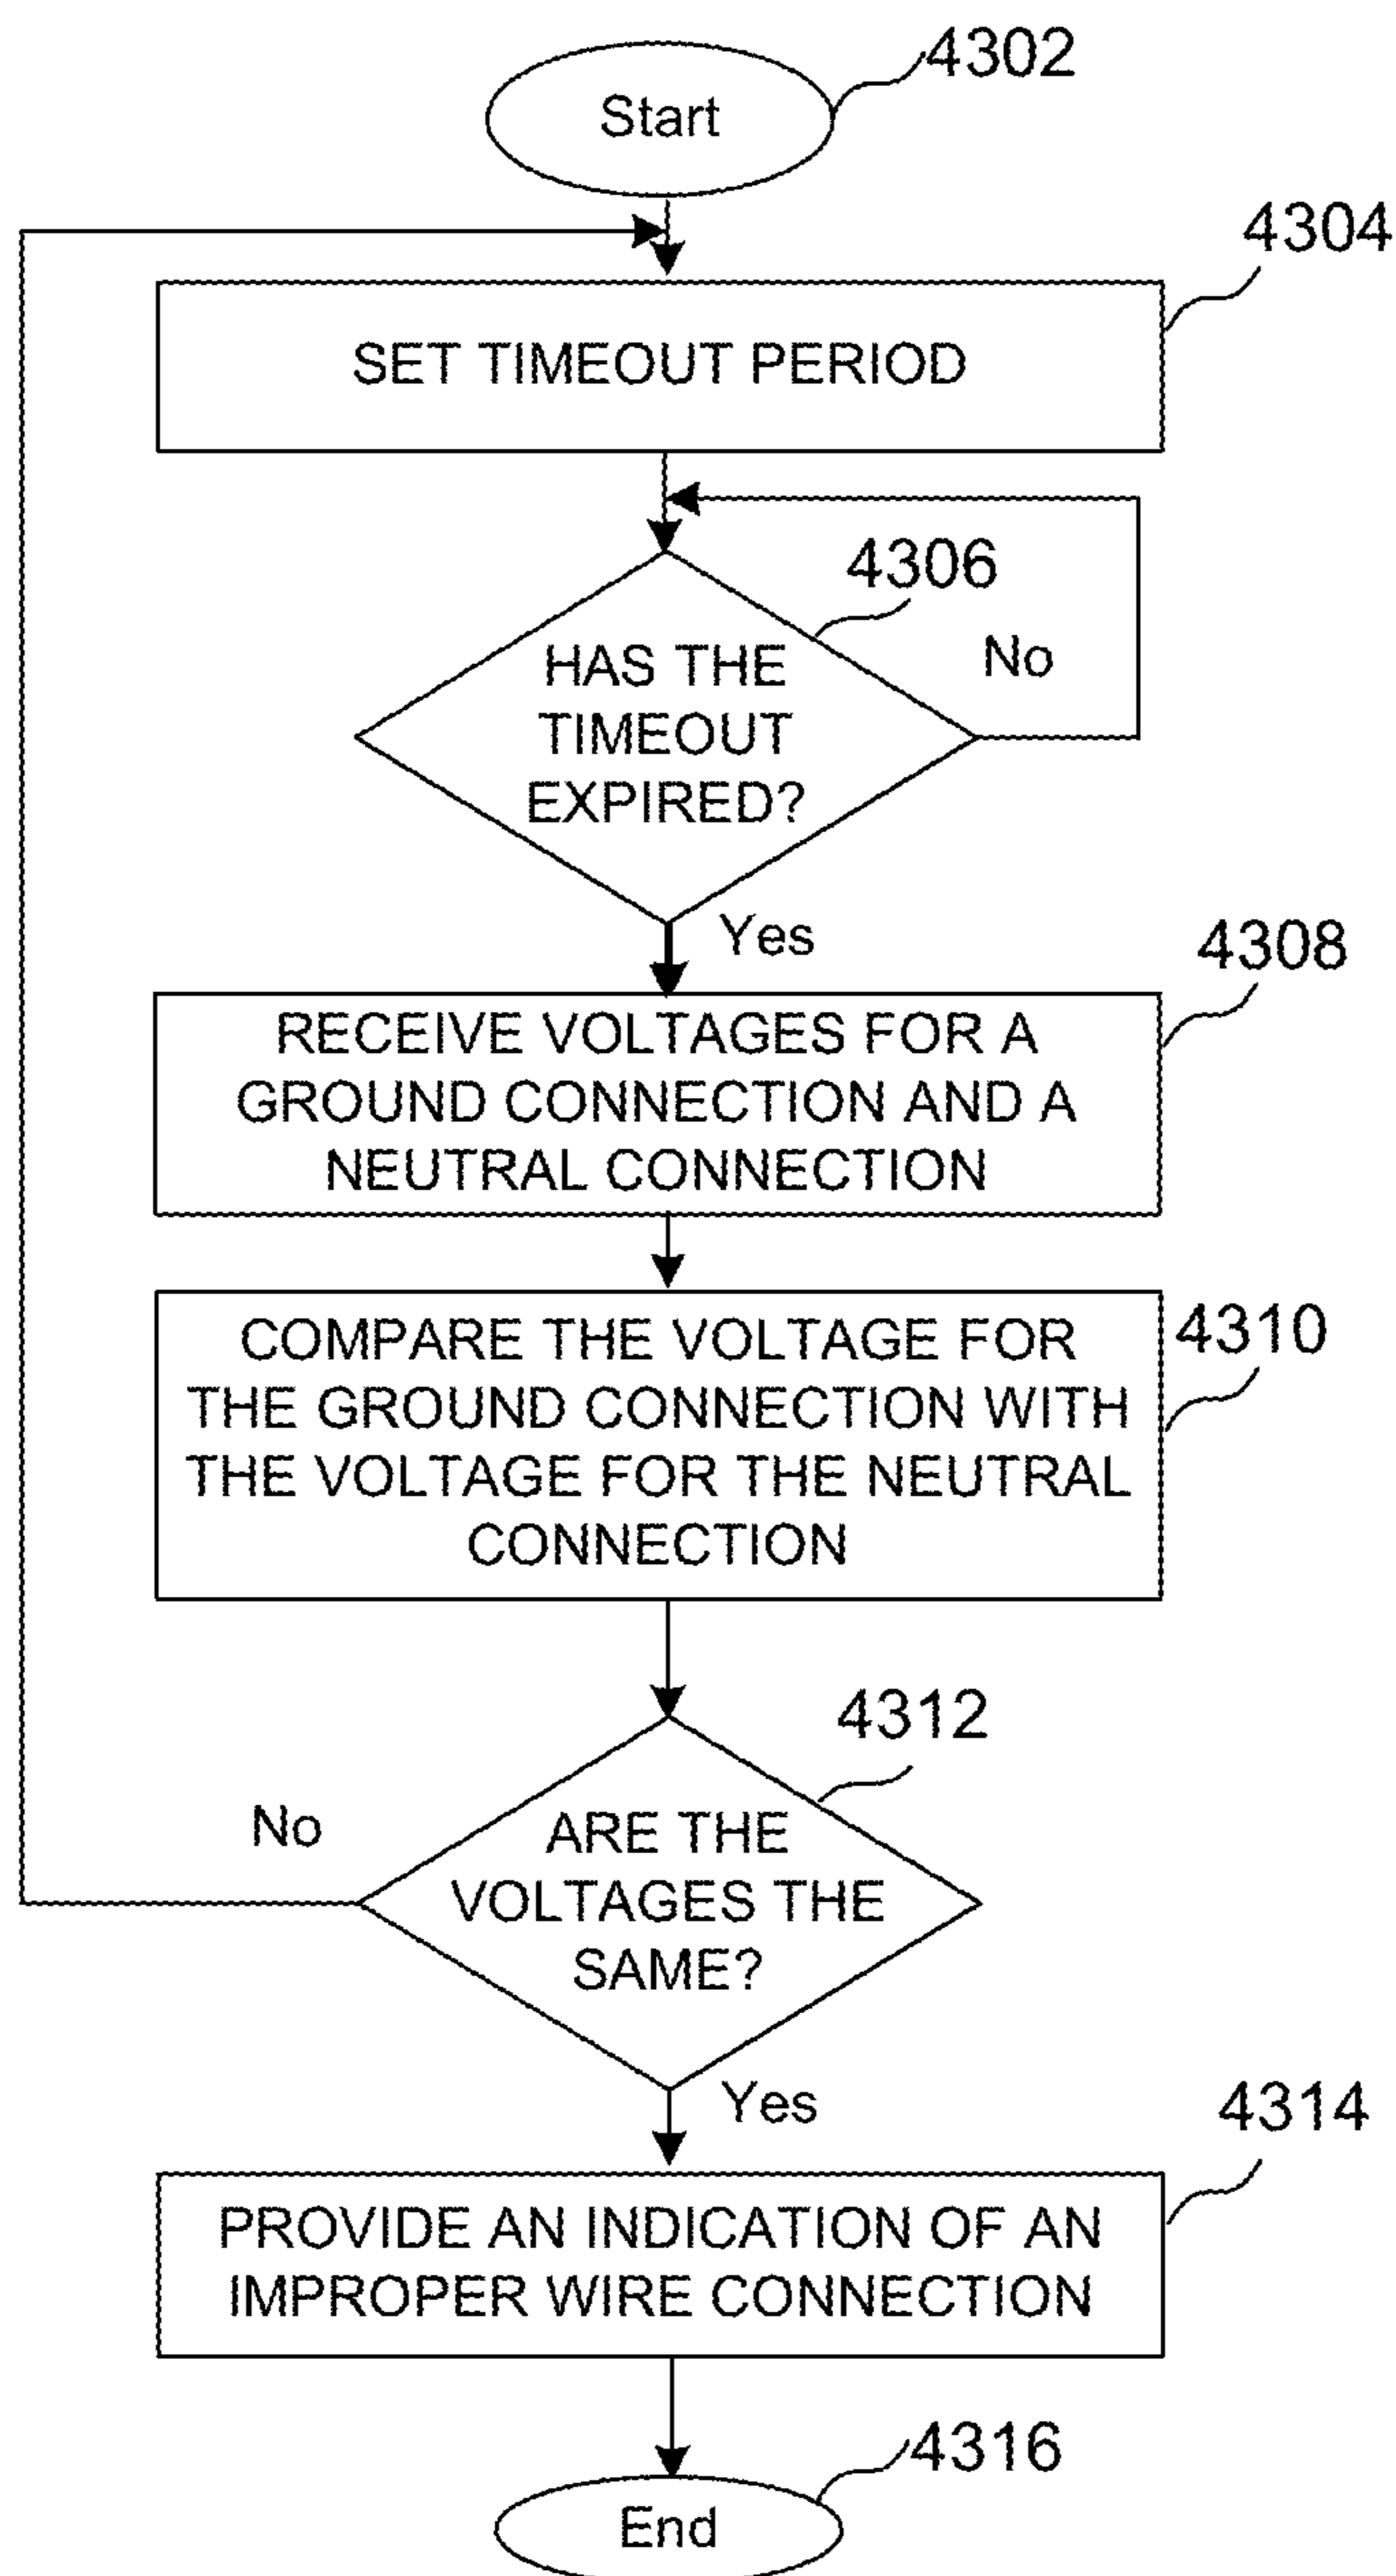 4302
Start
4304
SET TIMEOUT PERIOD
4306
No
HAS THE
TIMEOUT
EXPIRED?
Yes
4308
RECEIVE VOLTAGES FOR A
GROUND CONNECTION AND A
NEUTRAL CONNECTION
4310
COMPARE THE VOLTAGE FOR
THE GROUND CONNECTION WITH
THE VOLTAGE FOR THE NEUTRAL
CONNECTION
4312
No
ARE THE
VOLTAGES THE
SAME?
Yes
4314
PROVIDE AN INDICATION OF AN
IMPROPER WIRE CONNECTION
4316
End